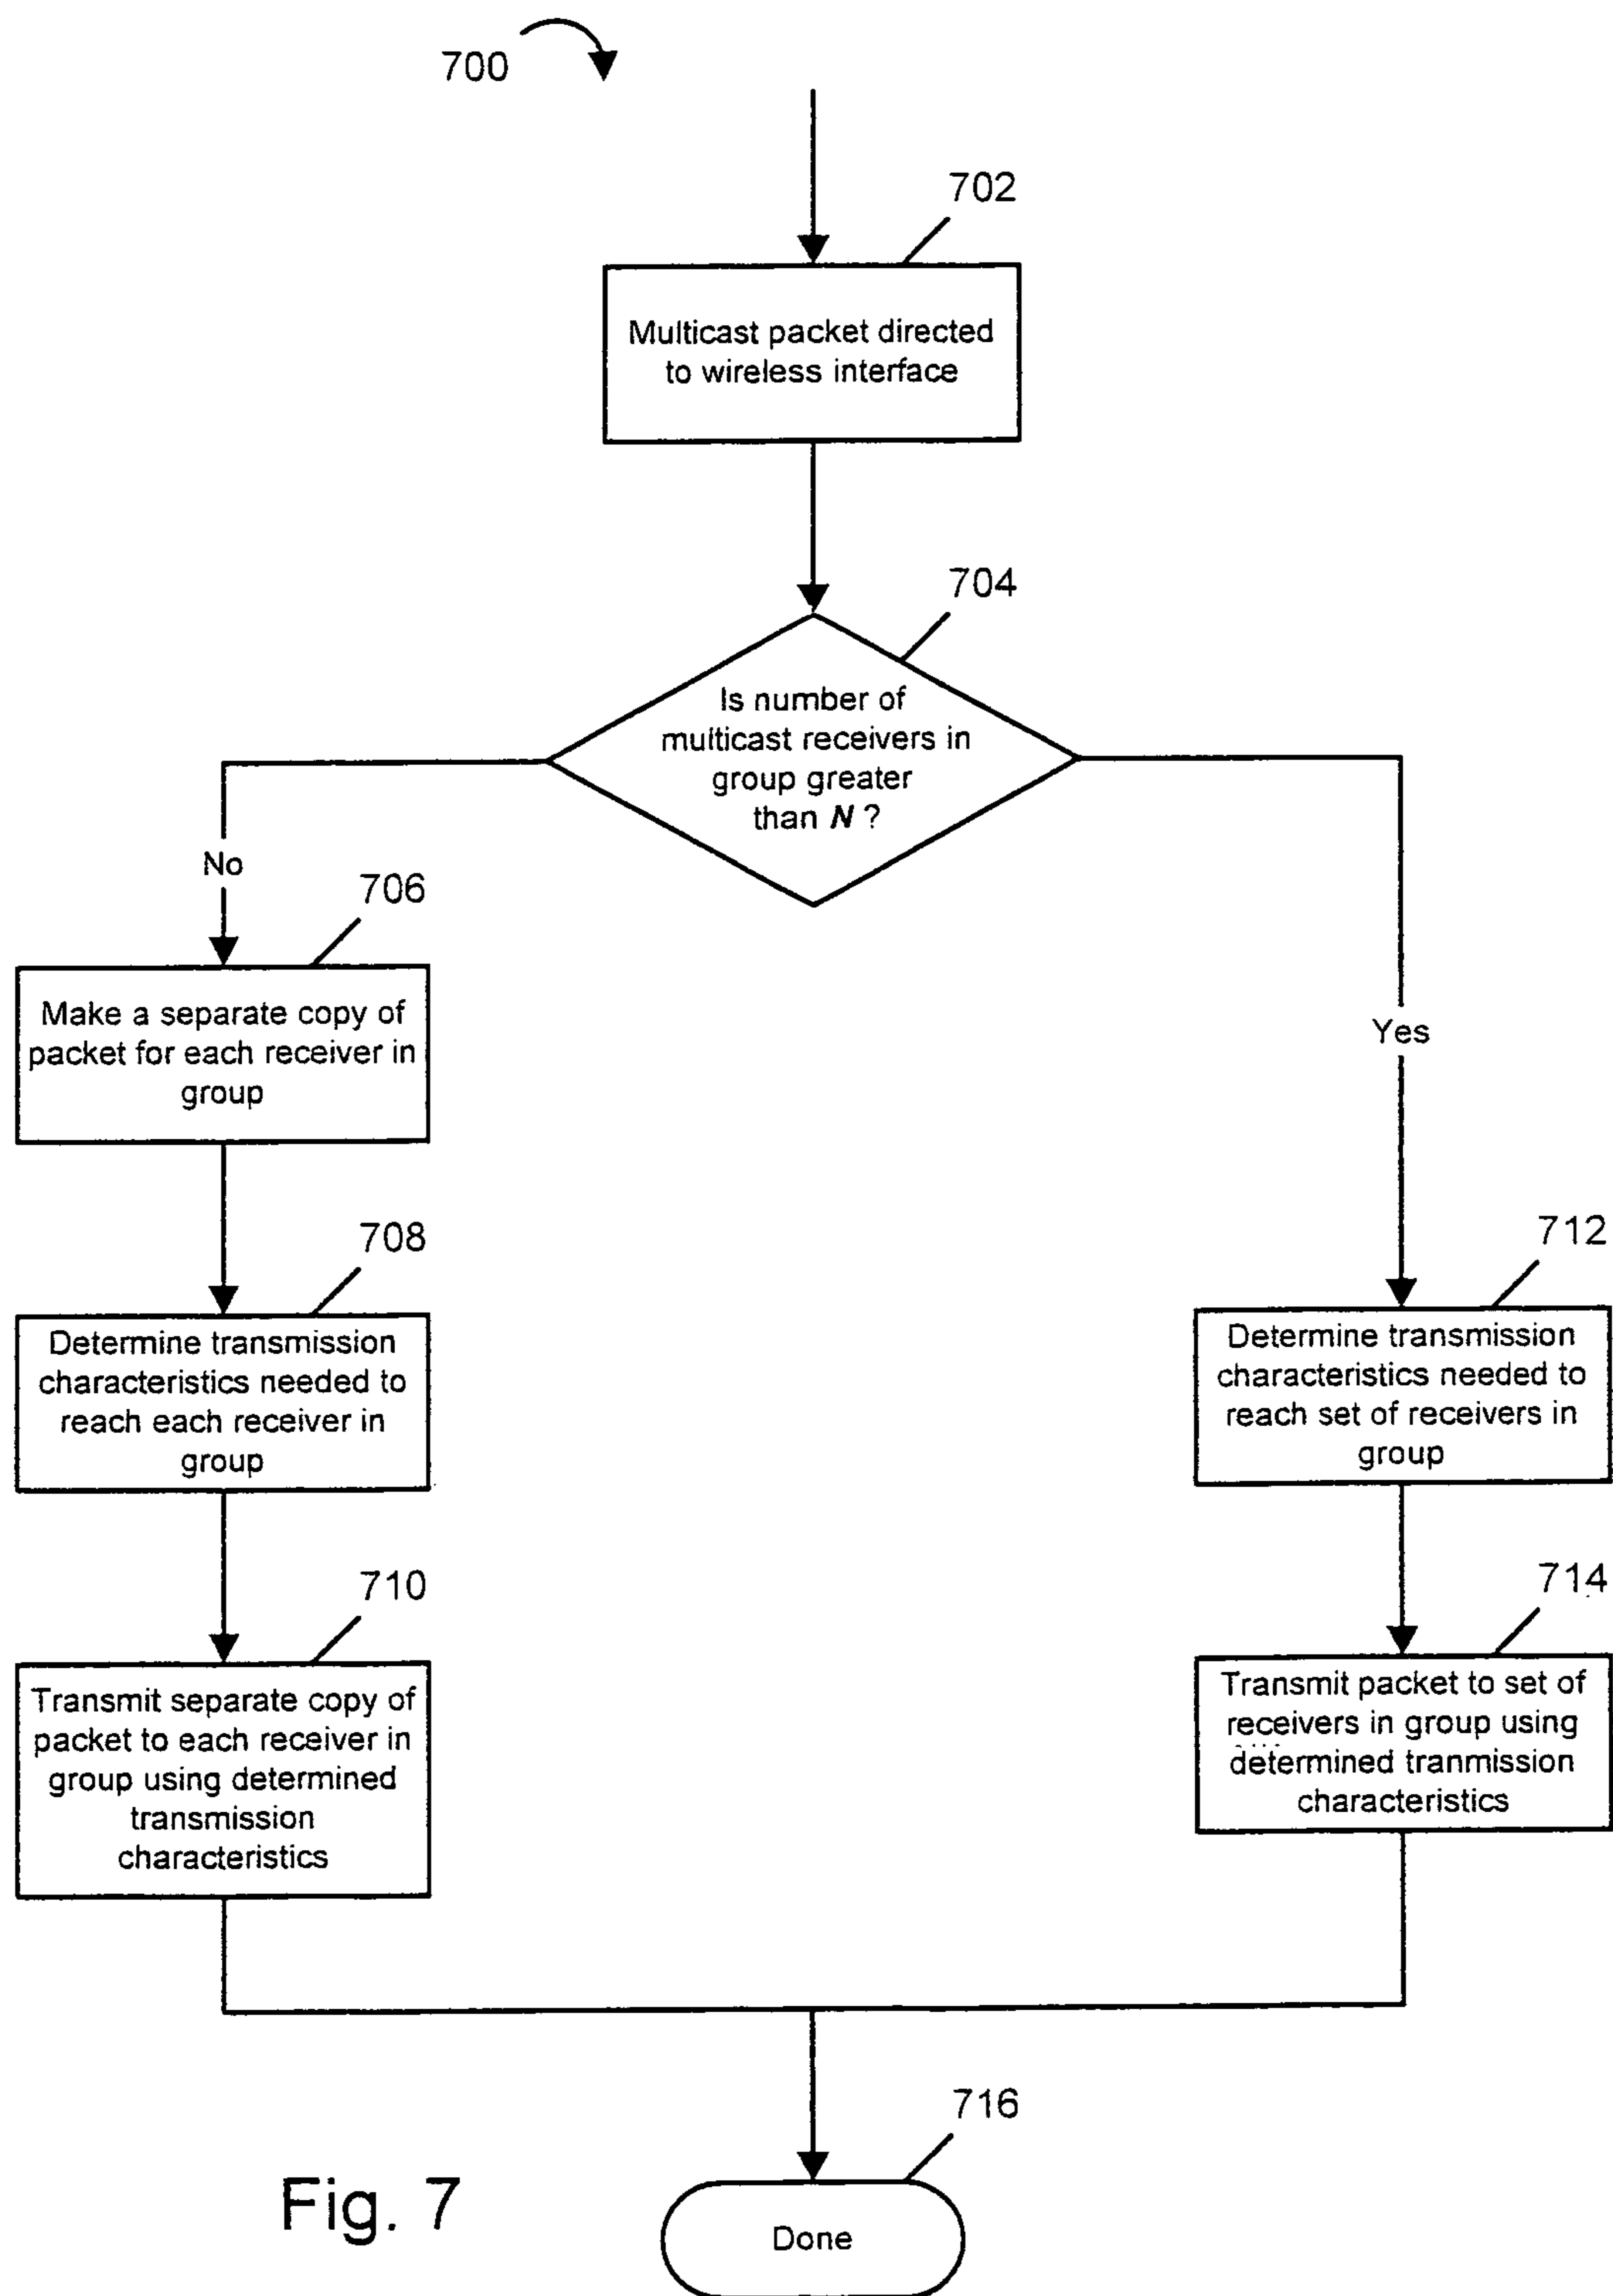 700
702
Multicast packet directed
to wireless interface
704
Is number of
multicast receivers in
group greater
than N ?
No
706
Make a separate copy of
packet for each receiver in
group
Yes
708
Determine transmission
characteristics needed to
reach each receiver in
group
712
Determine transmission
characteristics needed to
reach set of receivers in
group
710
Transmit separate copy of
packet to each receiver in
group using determined
transmission
characteristics
714
Transmit packet to set of
receivers in group using
determined tranmission
characteristics
716
Done
Fig. 7